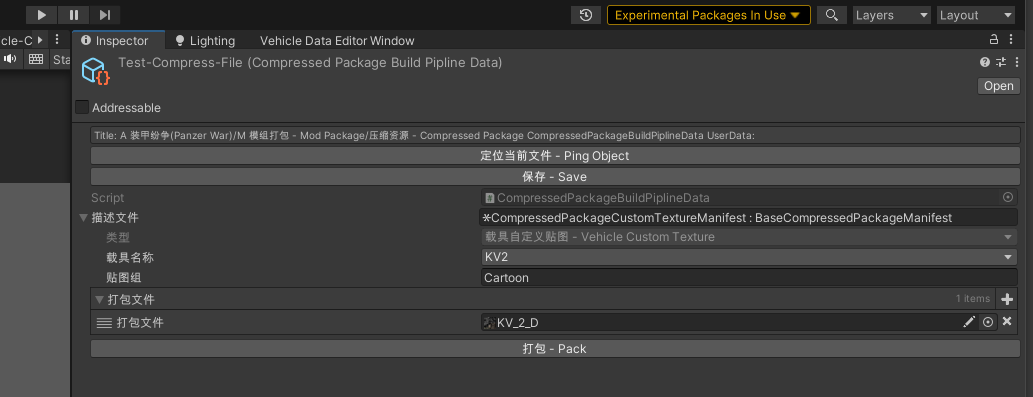 Experimental Packages In Use
Layers
Layout
cle-C
Inspector
Lighting
Vehicle Data Editor Window
Sta
Test-Compress-File (Compressed Package Build Pipline Data)
Open
Addressable
Title: A 装甲纷争(Panzer War)/M 模组打包 - Mod Package/压缩资源 - Compressed Package CompressedPackageBuildPiplineData UserData:
定位当前文件 - Ping Object
保存 - Save
Script
CompressedPackageBuildPiplineData
描述文件
CompressedPackageCustomTextureManifest : BaseCompressedPackageManifest
类型
载具自定义贴图 - Vehicle Custom Texture
载具名称
KV2
贴图组
Cartoon
打包文件
1 items
打包文件
KV_2_D
打包 - Pack